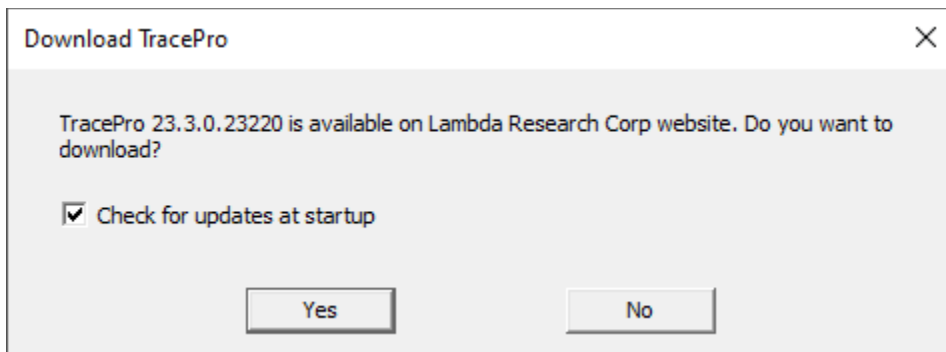 Download TracePro
TracePro 23.3.0.23220 is available on Lambda Research Corp website. Do you want to
download?
Check for updates at startup
Yes
No